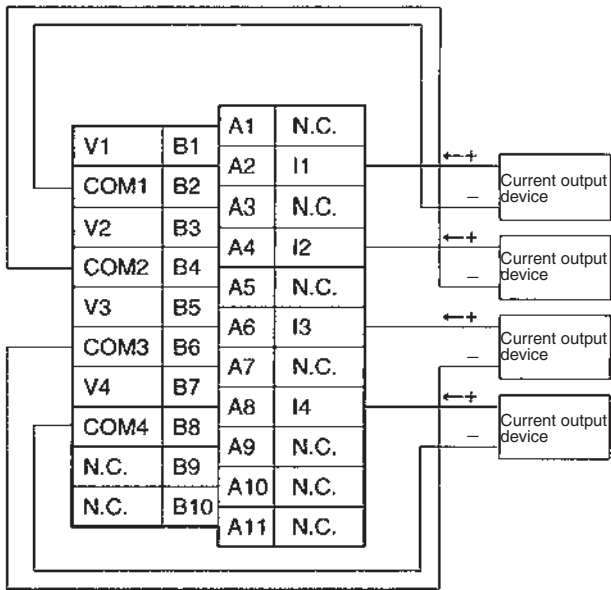 V1 B1
COM1 B2
V2 B3
COM2 B4
V3 B5
COM3 B6
V4 B7
COM4 B8
N.C. B9
N.C. B10
A1 N.C.
A2 I1
A3 N.C.
A4 I2
A5 N.C.
A6 I3
A7 N.C.
A8 I4
A9 N.C.
A10 N.C.
A11 N.C.
←+
Current output
device
−
←+
Current output
device
−
←+
Current output
device
−
←+
Current output
device
−